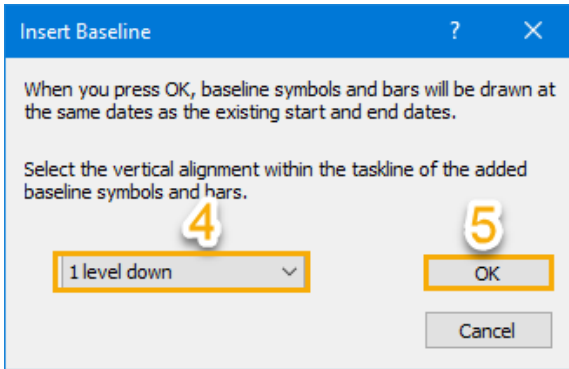 Insert Baseline ? ×
When you press OK, baseline symbols and bars will be drawn at
the same dates as the existing start and end dates.
Select the vertical alignment within the taskline of the added
baseline symbols and bars.
4 5
1 level down OK
Cancel